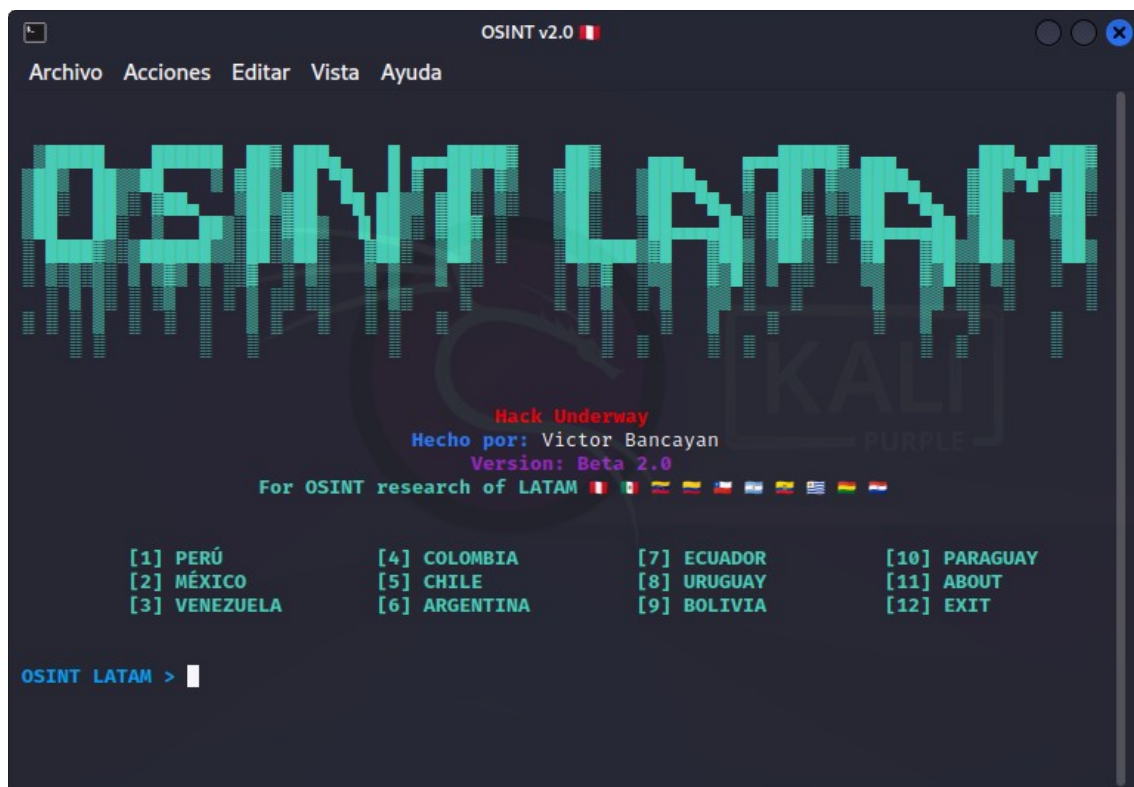 OSINT v2.0
Archivo Acciones Editar Vista Ayuda
OSINT LATAM
KALI
PURPLE
Hack Underway
Hecho por: Victor Bancayan
Version: Beta 2.0
For OSINT research of LATAM
[1] PERÚ [4] COLOMBIA [7] ECUADOR [10] PARAGUAY
[2] MÉXICO [5] CHILE [8] URUGUAY [11] ABOUT
[3] VENEZUELA [6] ARGENTINA [9] BOLIVIA [12] EXIT
OSINT LATAM >